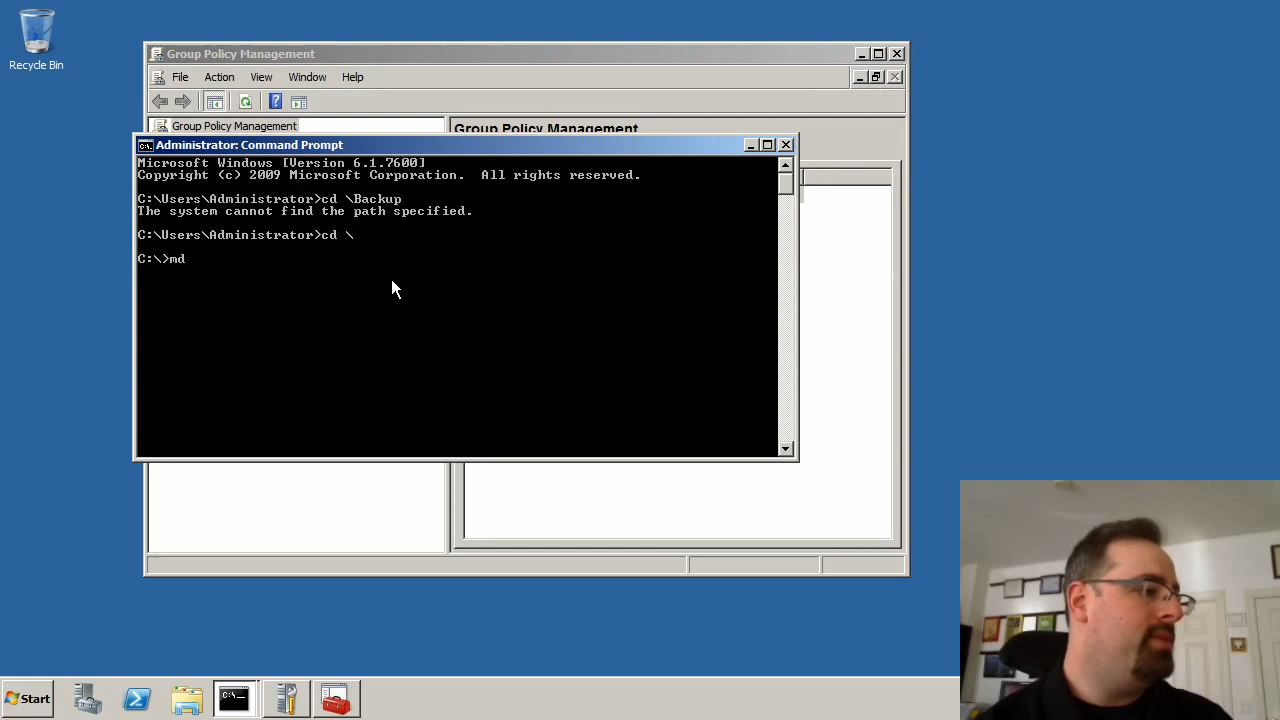 Recycle Bin
Group Policy Management
File Action View Window Help
Group Policy Management
Group Policy Management
Administrator: Command Prompt
Microsoft Windows [Version 6.1.7600]
Copyright (c) 2009 Microsoft Corporation.  All rights reserved.
C:\Users\Administrator>cd \Backup
The system cannot find the path specified.
C:\Users\Administrator>cd \
C:\>md
Start